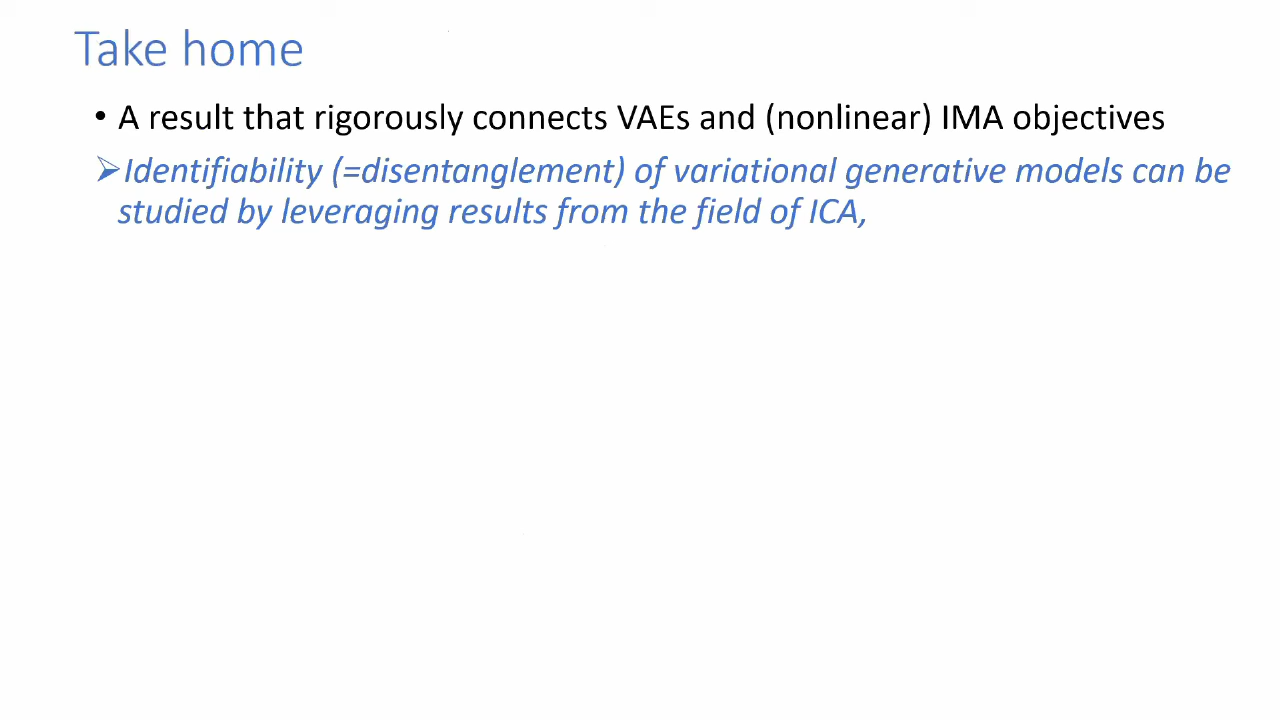 Take home
• A result that rigorously connects VAEs and (nonlinear) IMA objectives
➢Identifiability (=disentanglement) of variational generative models can be
studied by leveraging results from the field of ICA,